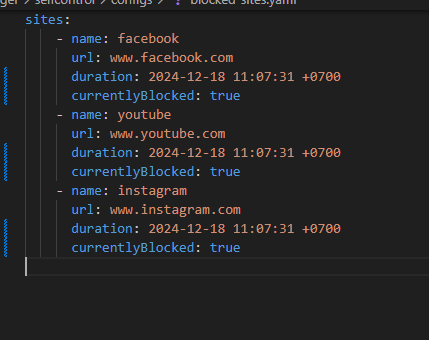 selfcontrol > configs > ! blocked-sites.yaml
sites:
- name: facebook
url: www.facebook.com
duration: 2024-12-18 11:07:31 +0700
currentlyBlocked: true
- name: youtube
url: www.youtube.com
duration: 2024-12-18 11:07:31 +0700
currentlyBlocked: true
- name: instagram
url: www.instagram.com
duration: 2024-12-18 11:07:31 +0700
currentlyBlocked: true